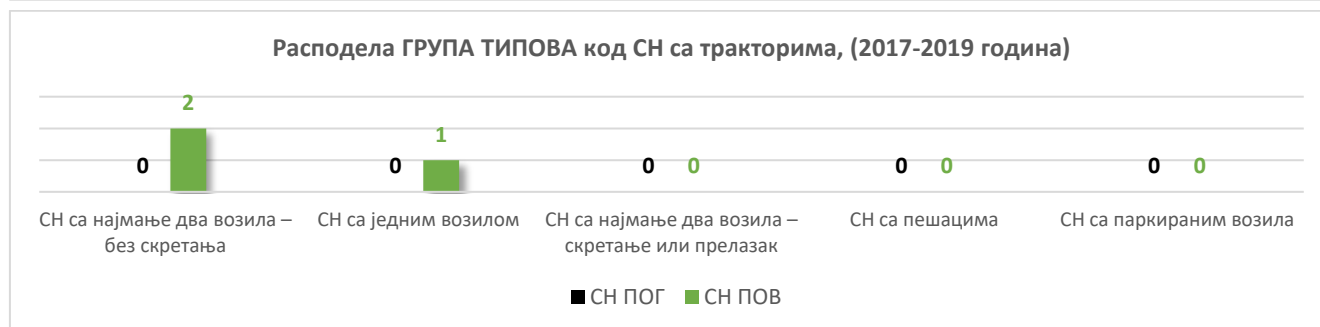 Расподела ГРУПА ТИПОВА код СН са тракторима, (2017-2019 година)
2
1
0 0 0 0 0 0 0 0
СН са најмање два возила –
без скретања
СН са једним возилом
СН са најмање два возила –
скретање или прелазак
СН са пешацима
СН са паркираним возила
СН ПОГ СН ПОВ